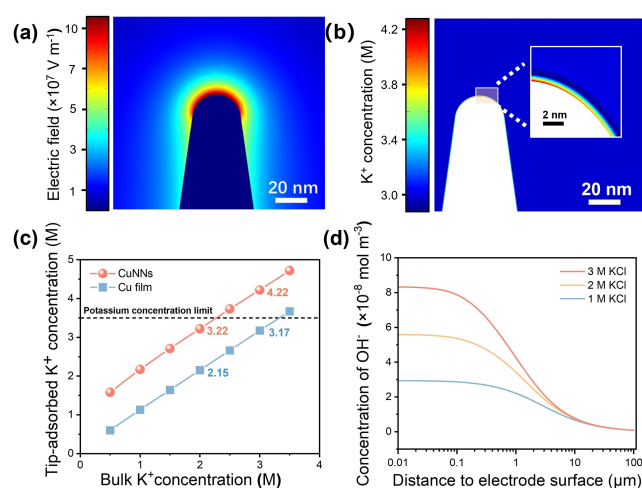 (a)
Electric field (×10⁷ V m⁻¹)
10
7
5
3
1
20 nm
(b)
K⁺ concentration (M)
4.2
3.8
3.6
3.4
3.0
2 nm
20 nm
(c)
Tip-adsorbed K⁺ concentration (M)
5
4
3
2
1
0
CuNNs
Cu film
Potassium concentration limit
4.22
3.22
3.17
2.15
0
1
2
3
4
Bulk K⁺concentration (M)
(d)
Concentration of OH⁻ (×10⁻⁸ mol m⁻³)
10
8
6
4
2
0
3 M KCl
2 M KCl
1 M KCl
0.01
0.1
1
10
100
Distance to electrode surface (μm)